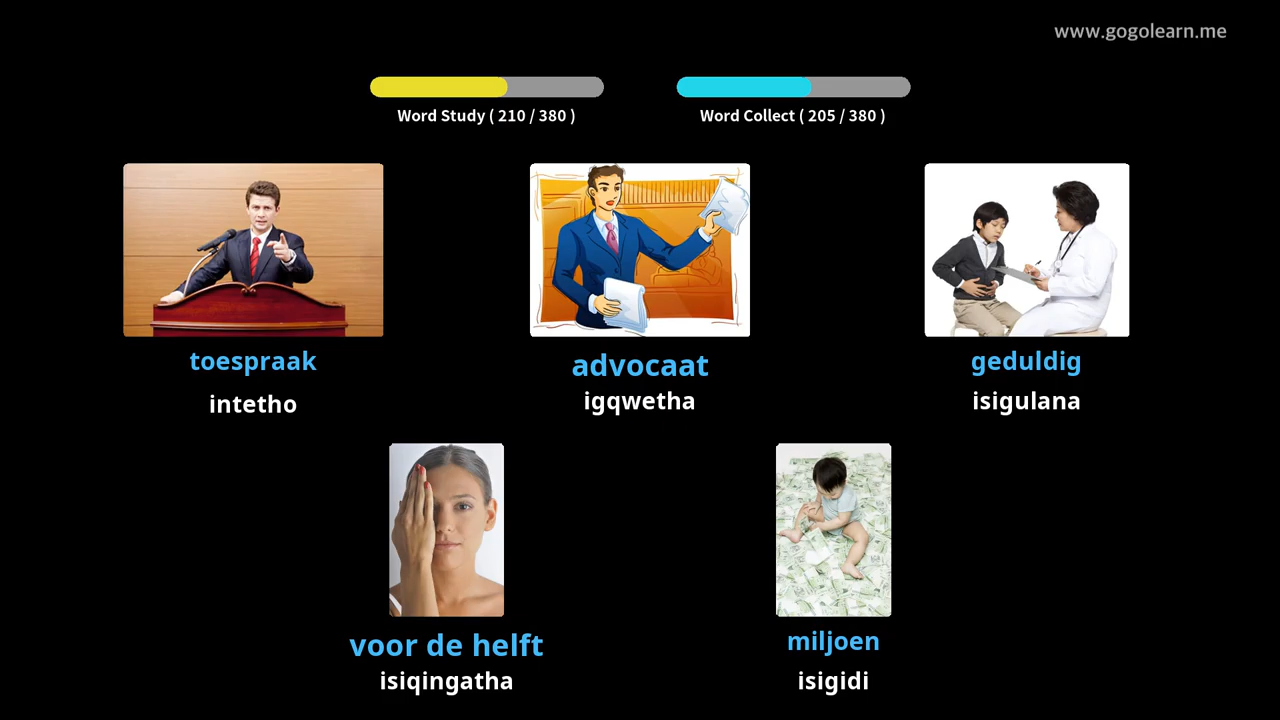 www.gogolearn.me
Word Study ( 210 / 380 )
Word Collect ( 205 / 380 )
toespraak
intetho
advocaat
igqwetha
geduldig
isigulana
voor de helft
isiqingatha
miljoen
isigidi